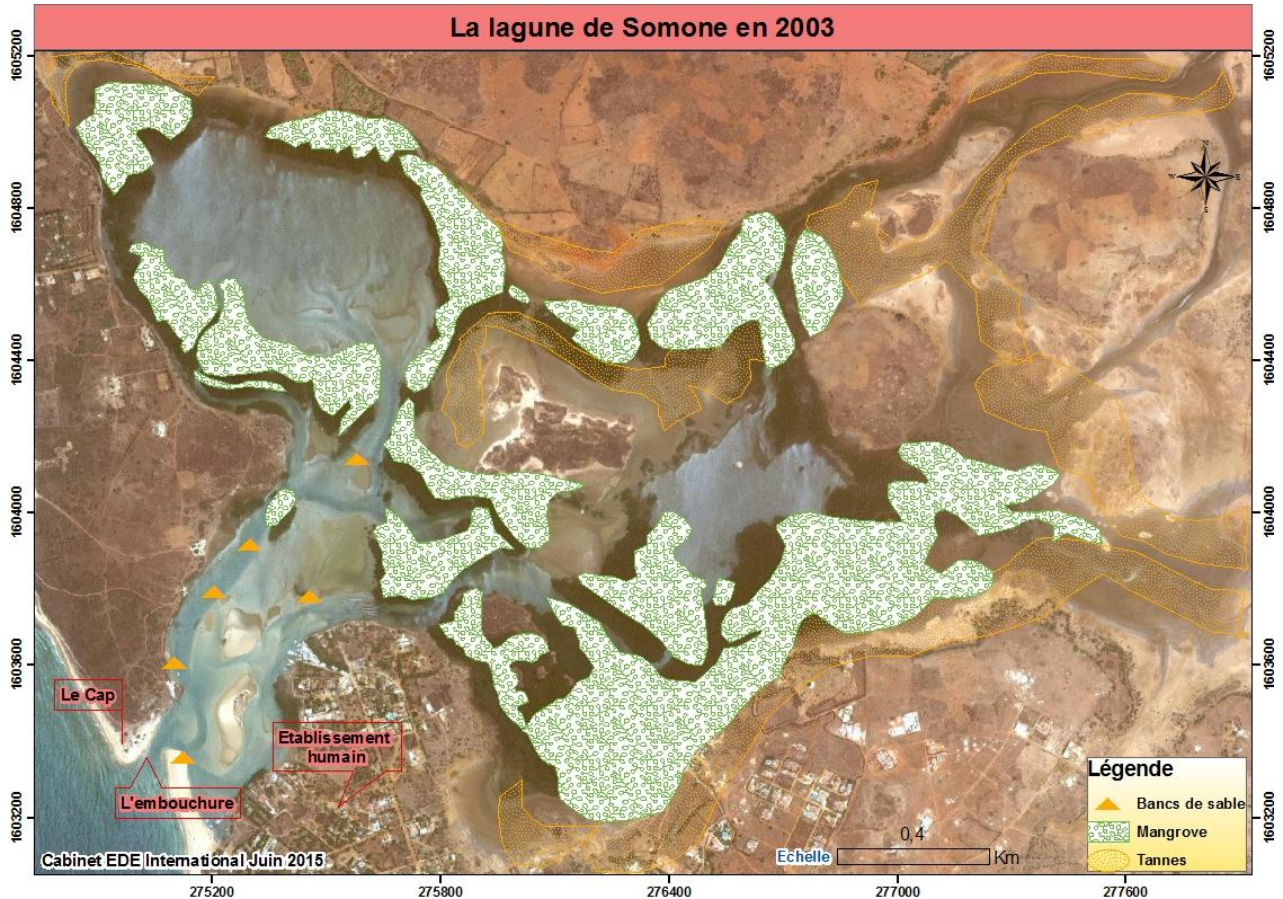 La lagune de Somone en 2003
1605200
1604800
1604400
1604000
1603600
1603200
1605200
1604800
1604400
1604000
1603600
1603200
N
W
E
S
Le Cap
Etablissement
humain
L'embouchure
Légende
Bancs de sable
Mangrove
Tannes
0,4
Echelle
Km
Cabinet EDE International Juin 2015
275200
275800
276400
277000
277600